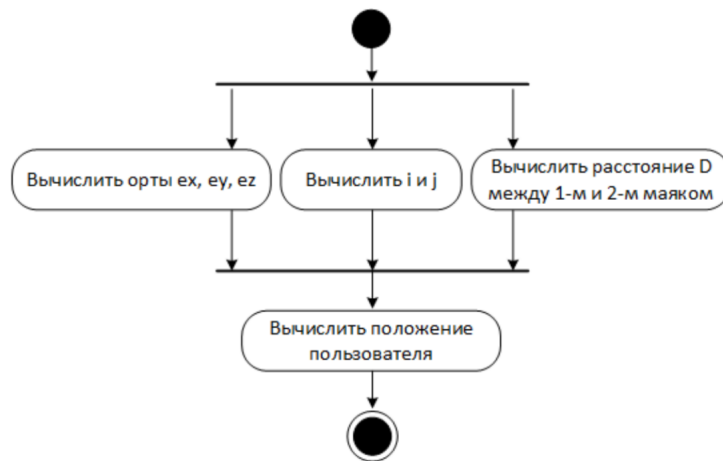 Вычислить орты ex, ey, ez
Вычислить i и j
Вычислить расстояние D
между 1-м и 2-м маяком
Вычислить положение
пользователя